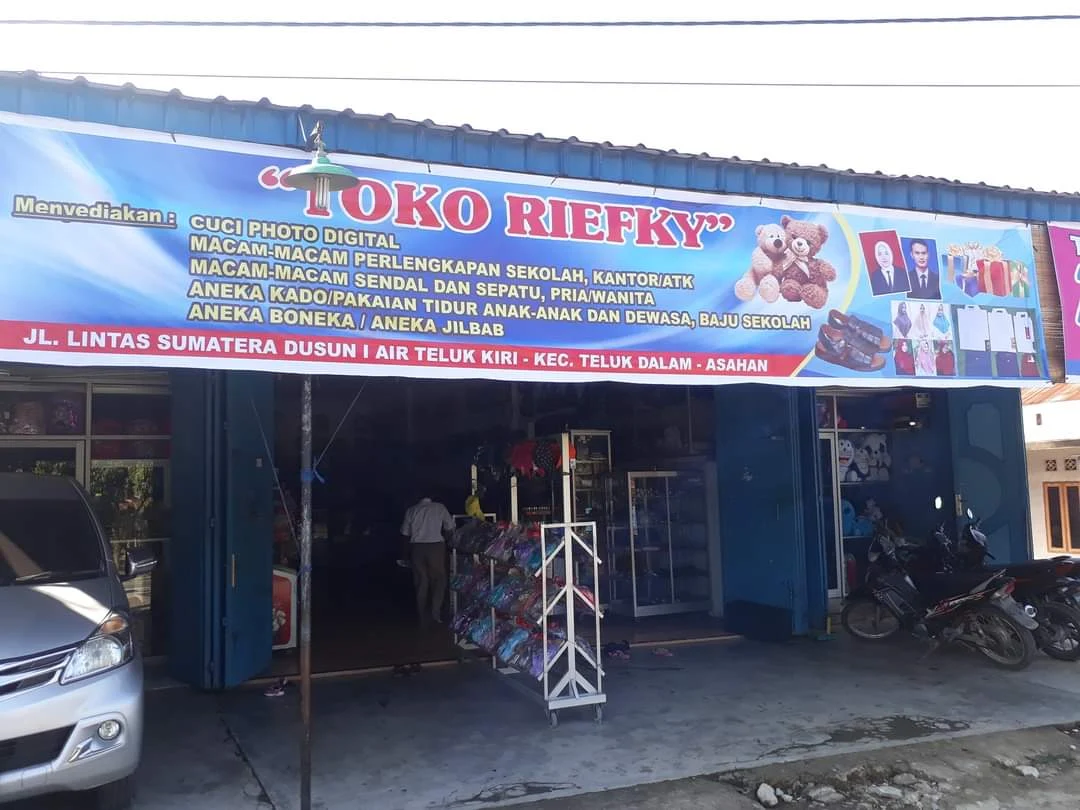 "TOKO RIEFKY"
Menyediakan : CUCI PHOTO DIGITAL
MACAM-MACAM PERLENGKAPAN SEKOLAH, KANTOR/ATK
MACAM-MACAM SENDAL DAN SEPATU, PRIA/WANITA
ANEKA KADO/PAKAIAN TIDUR ANAK-ANAK DAN DEWASA, BAJU SEKOLAH
ANEKA BONEKA / ANEKA JILBAB
JL. LINTAS SUMATERA DUSUN I AIR TELUK KIRI - KEC. TELUK DALAM - ASAHAN